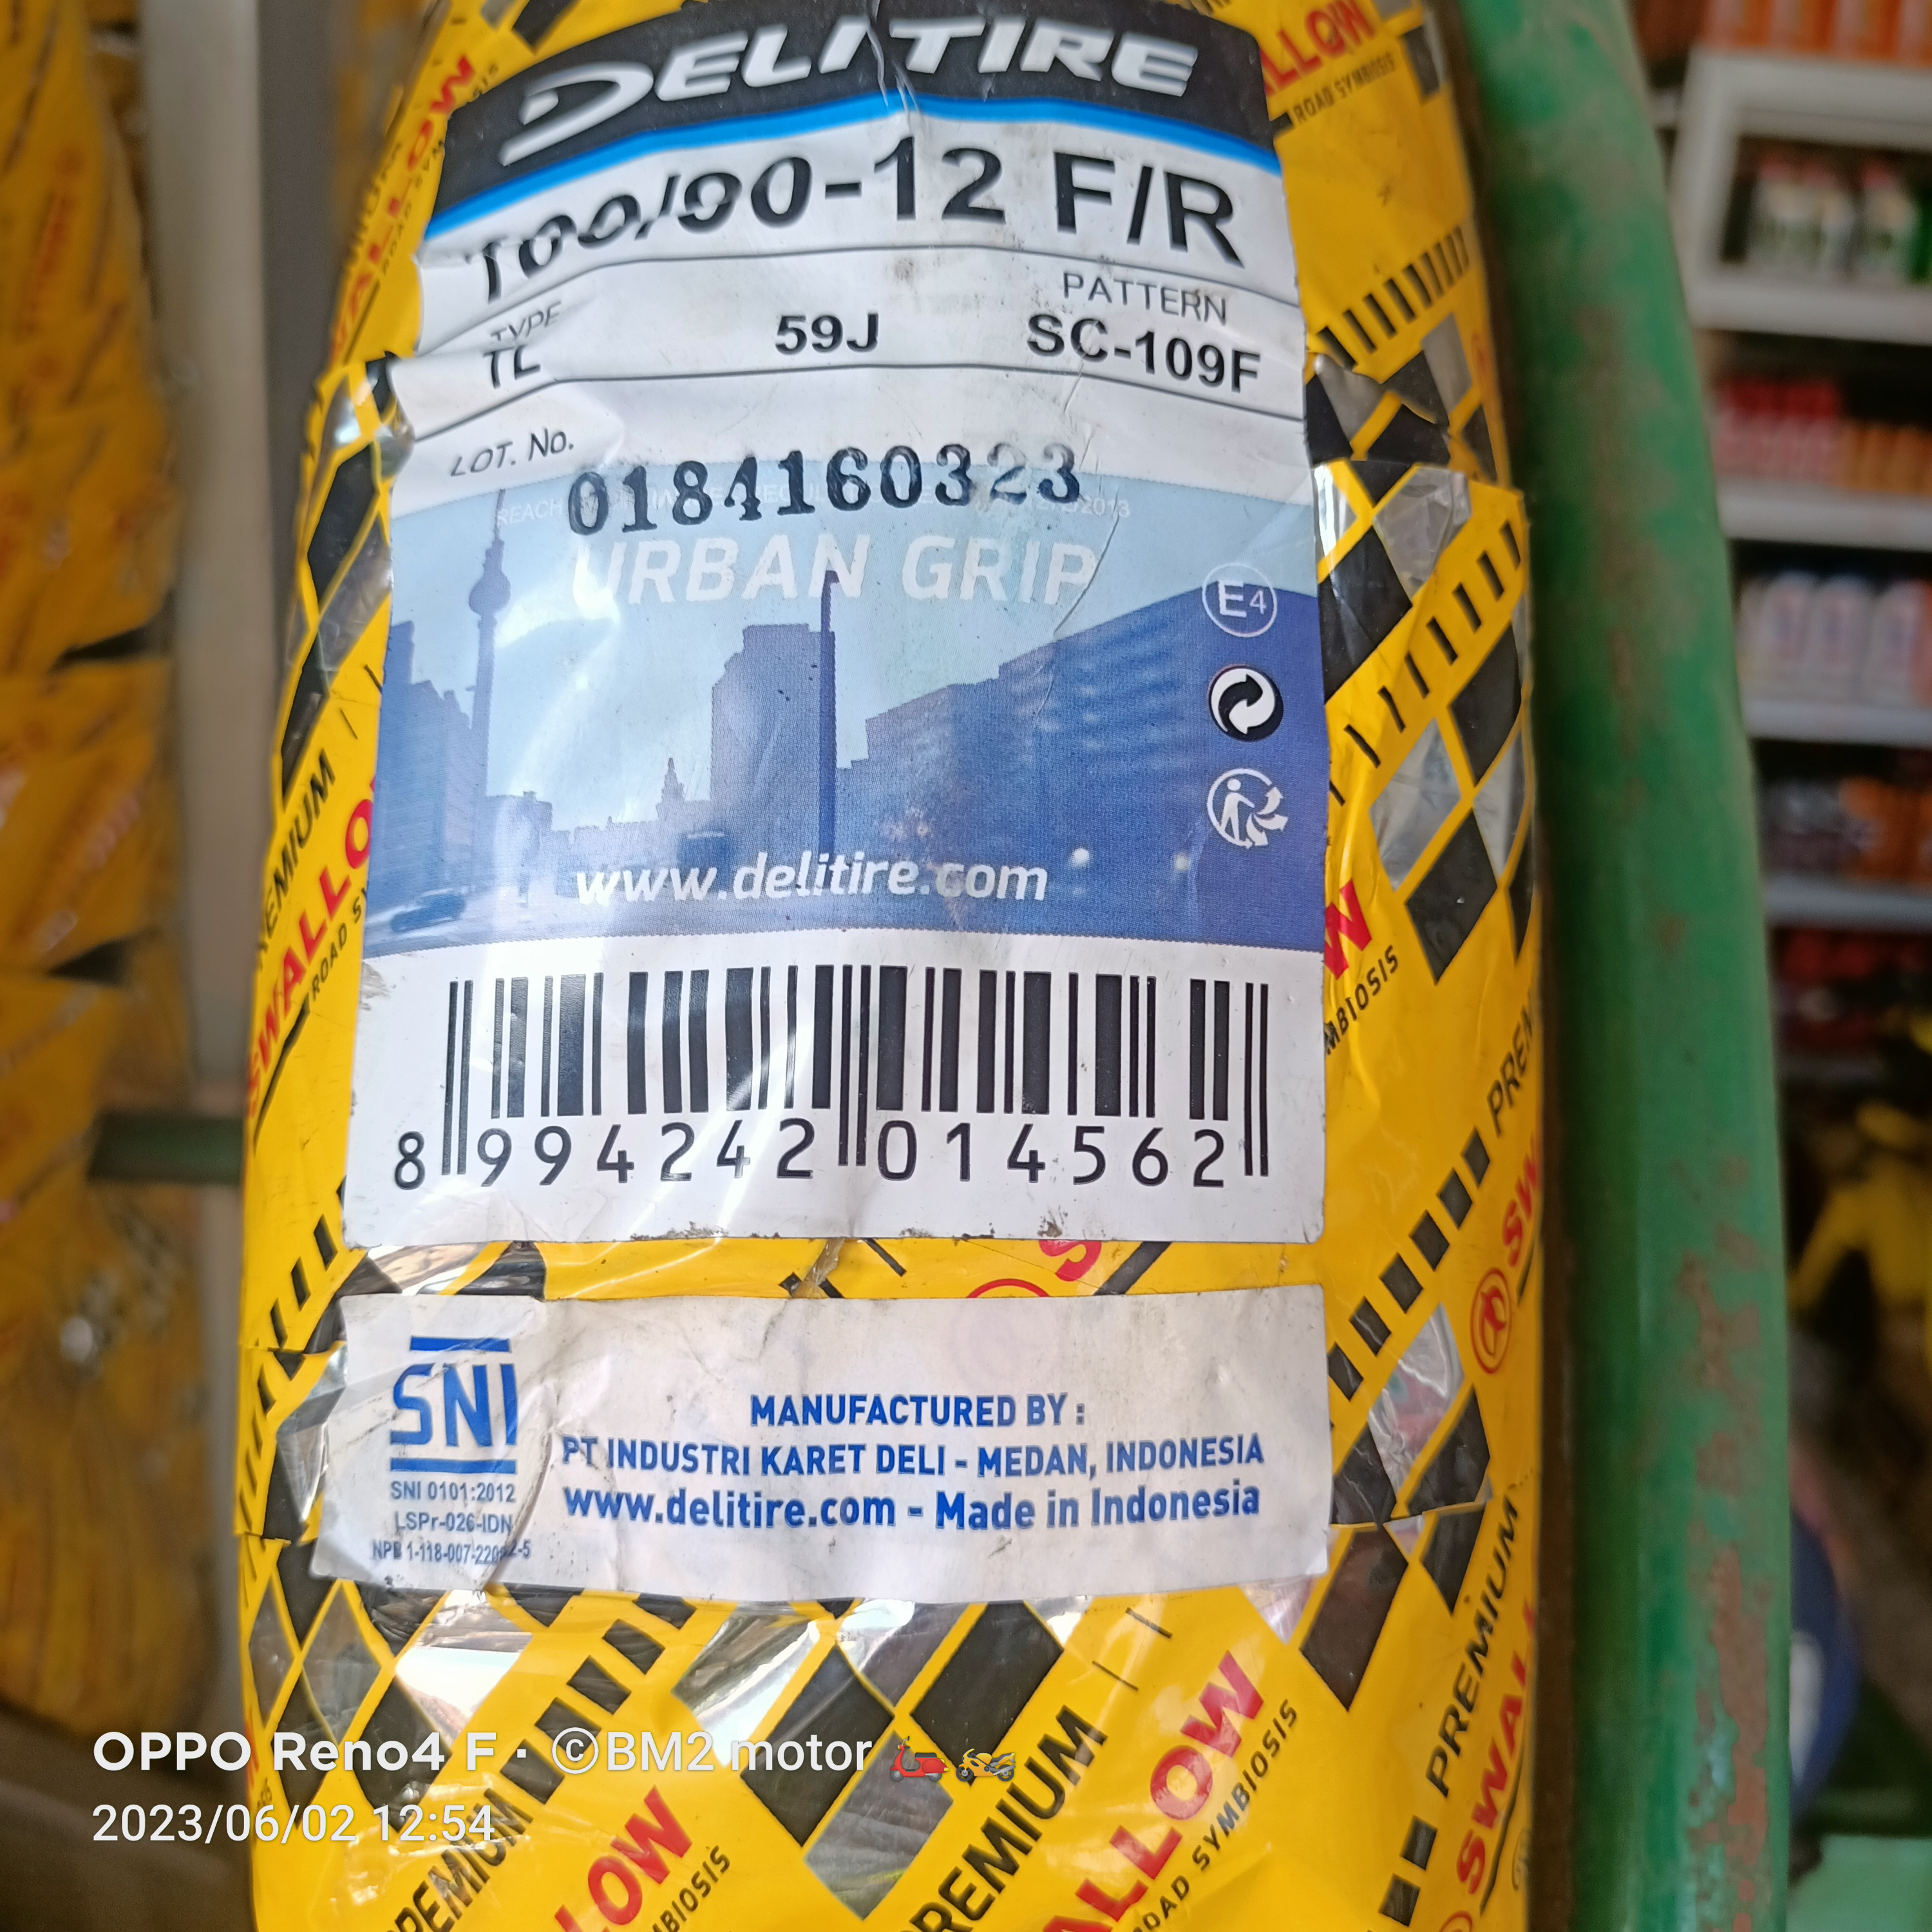 DELITIRE
100/90-12 F/R
TYPE
TL
59J
PATTERN
SC-109F
LOT. No.
0184160323
URBAN GRIP
E4
www.delitire.com
8 994242 014562
SNI
SNI 0101:2012
LSPr-026-IDN
MANUFACTURED BY :
PT INDUSTRI KARET DELI - MEDAN, INDONESIA
www.delitire.com - Made in Indonesia
PREMIUM
SWALLOW
ROAD SYMBIOSIS
OPPO Reno4 F · ©BM2 motor 🛵🏍️
2023/06/02 12:54